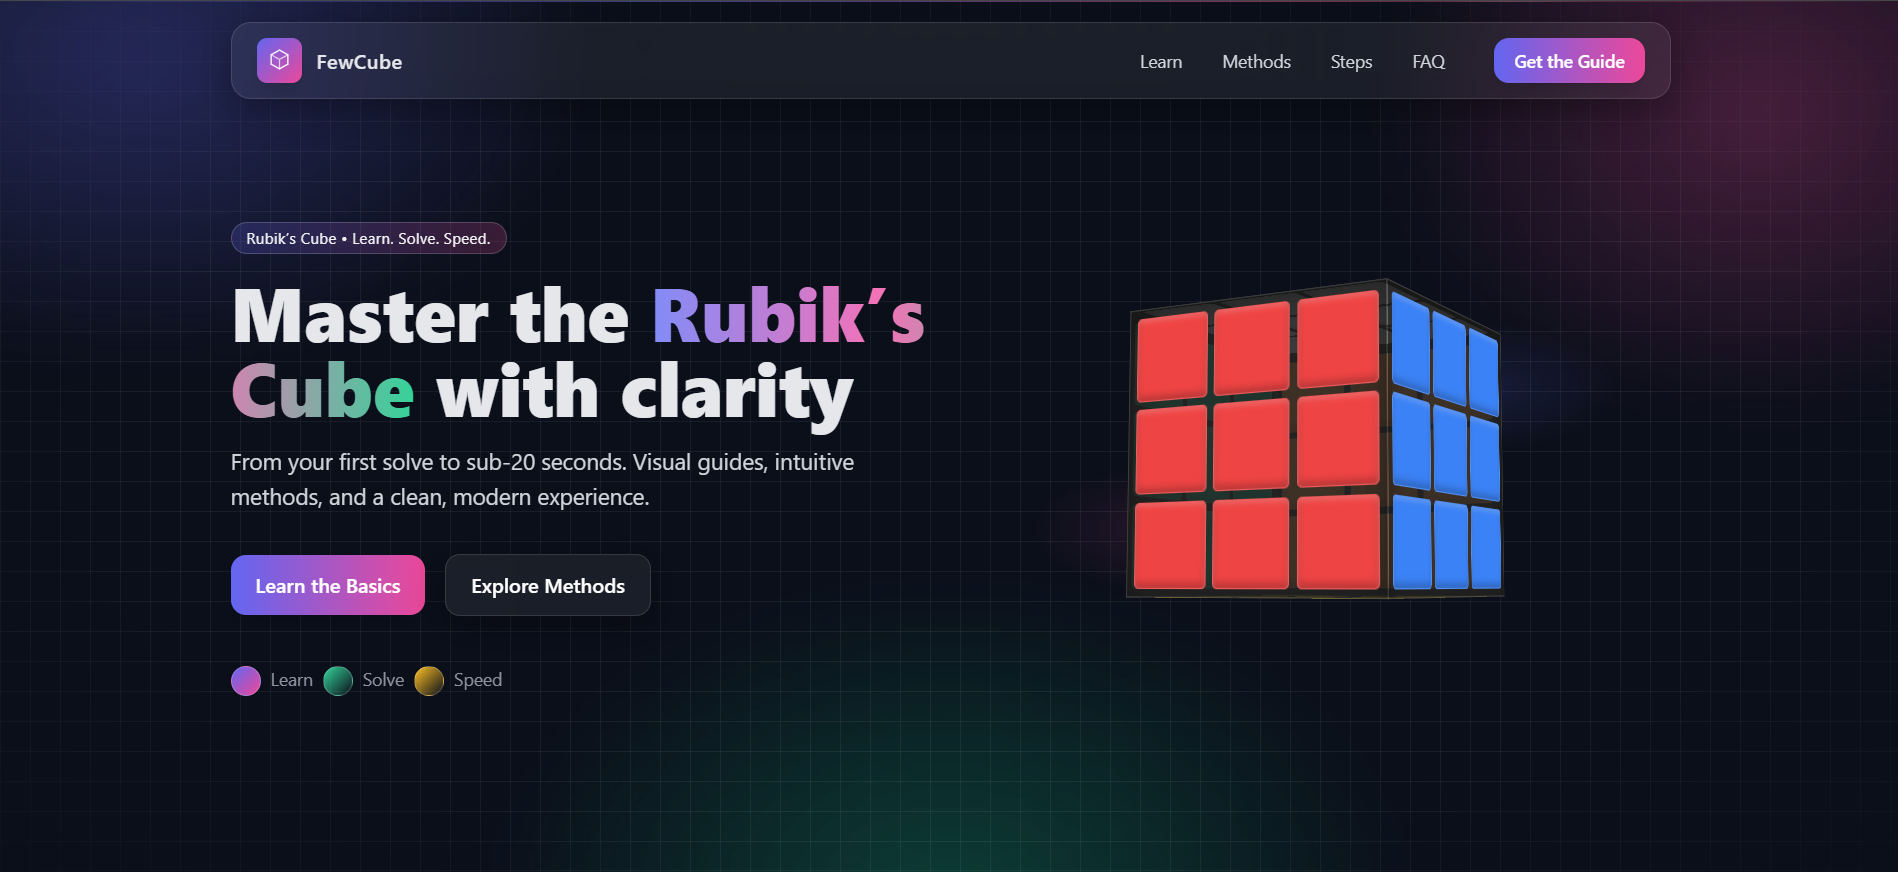 FewCube
Learn Methods Steps FAQ Get the Guide
Rubik’s Cube • Learn. Solve. Speed.
Master the Rubik’s
Cube with clarity
From your first solve to sub-20 seconds. Visual guides, intuitive
methods, and a clean, modern experience.
Learn the Basics Explore Methods
Learn Solve Speed